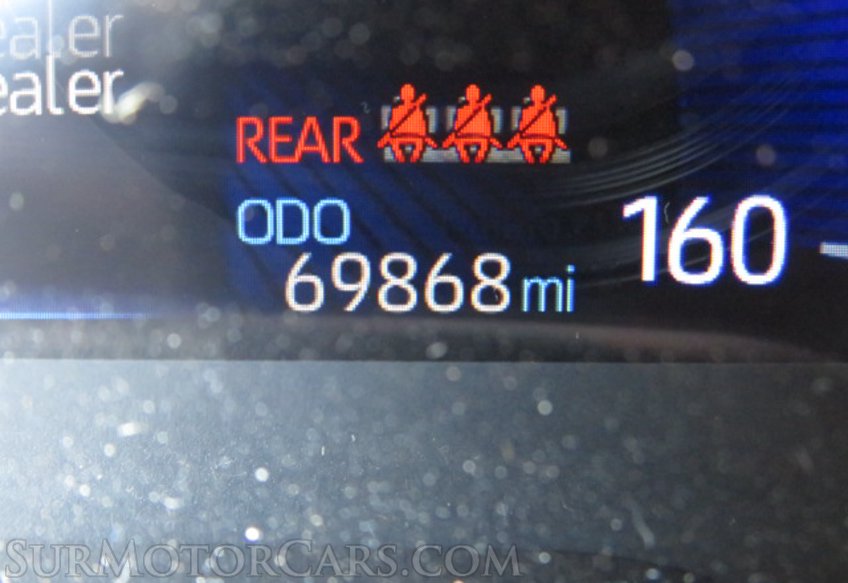 ealer
ealer
REAR
ODO
69868 mi
160
SURMOTORCARS.COM